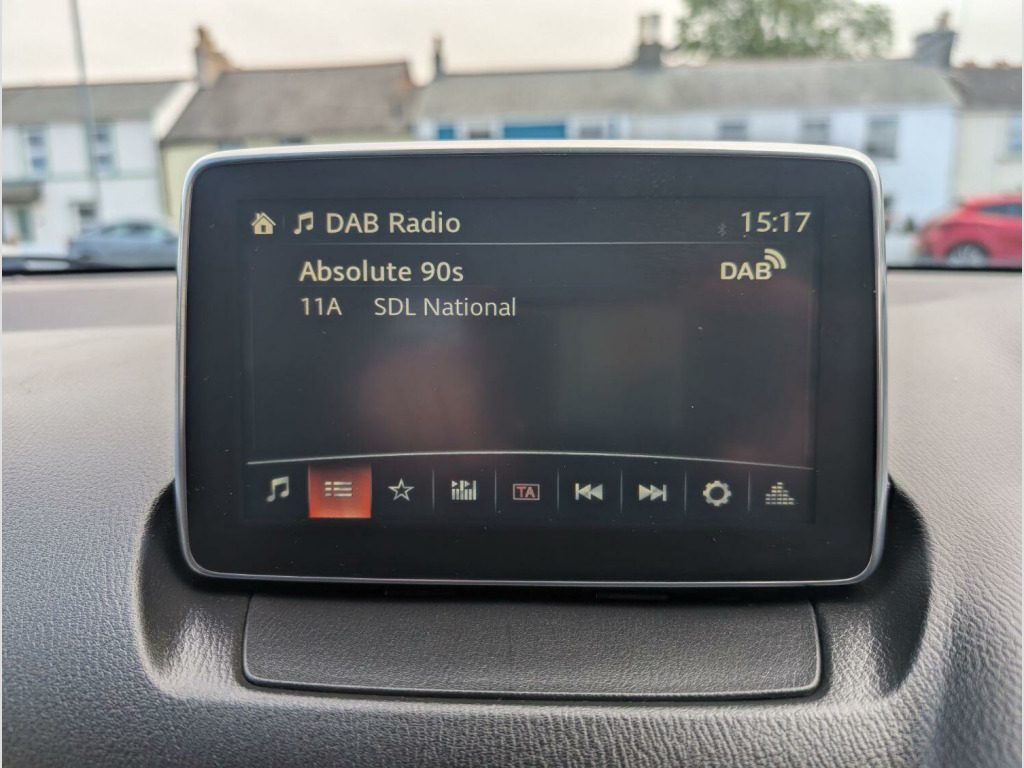 DAB Radio 15:17
Absolute 90s DAB
11A SDL National
TA